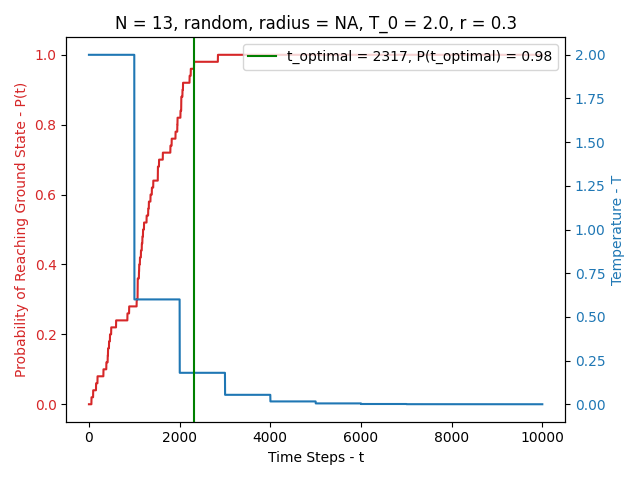 N = 13, random, radius = NA, T_0 = 2.0, r = 0.3
t_optimal = 2317, P(t_optimal) = 0.98
Probability of Reaching Ground State - P(t)
1.0
0.8
0.6
0.4
0.2
0.0
2.00
1.75
1.50
1.25
1.00
0.75
0.50
0.25
0.00
Temperature - T
0 2000 4000 6000 8000 10000
Time Steps - t